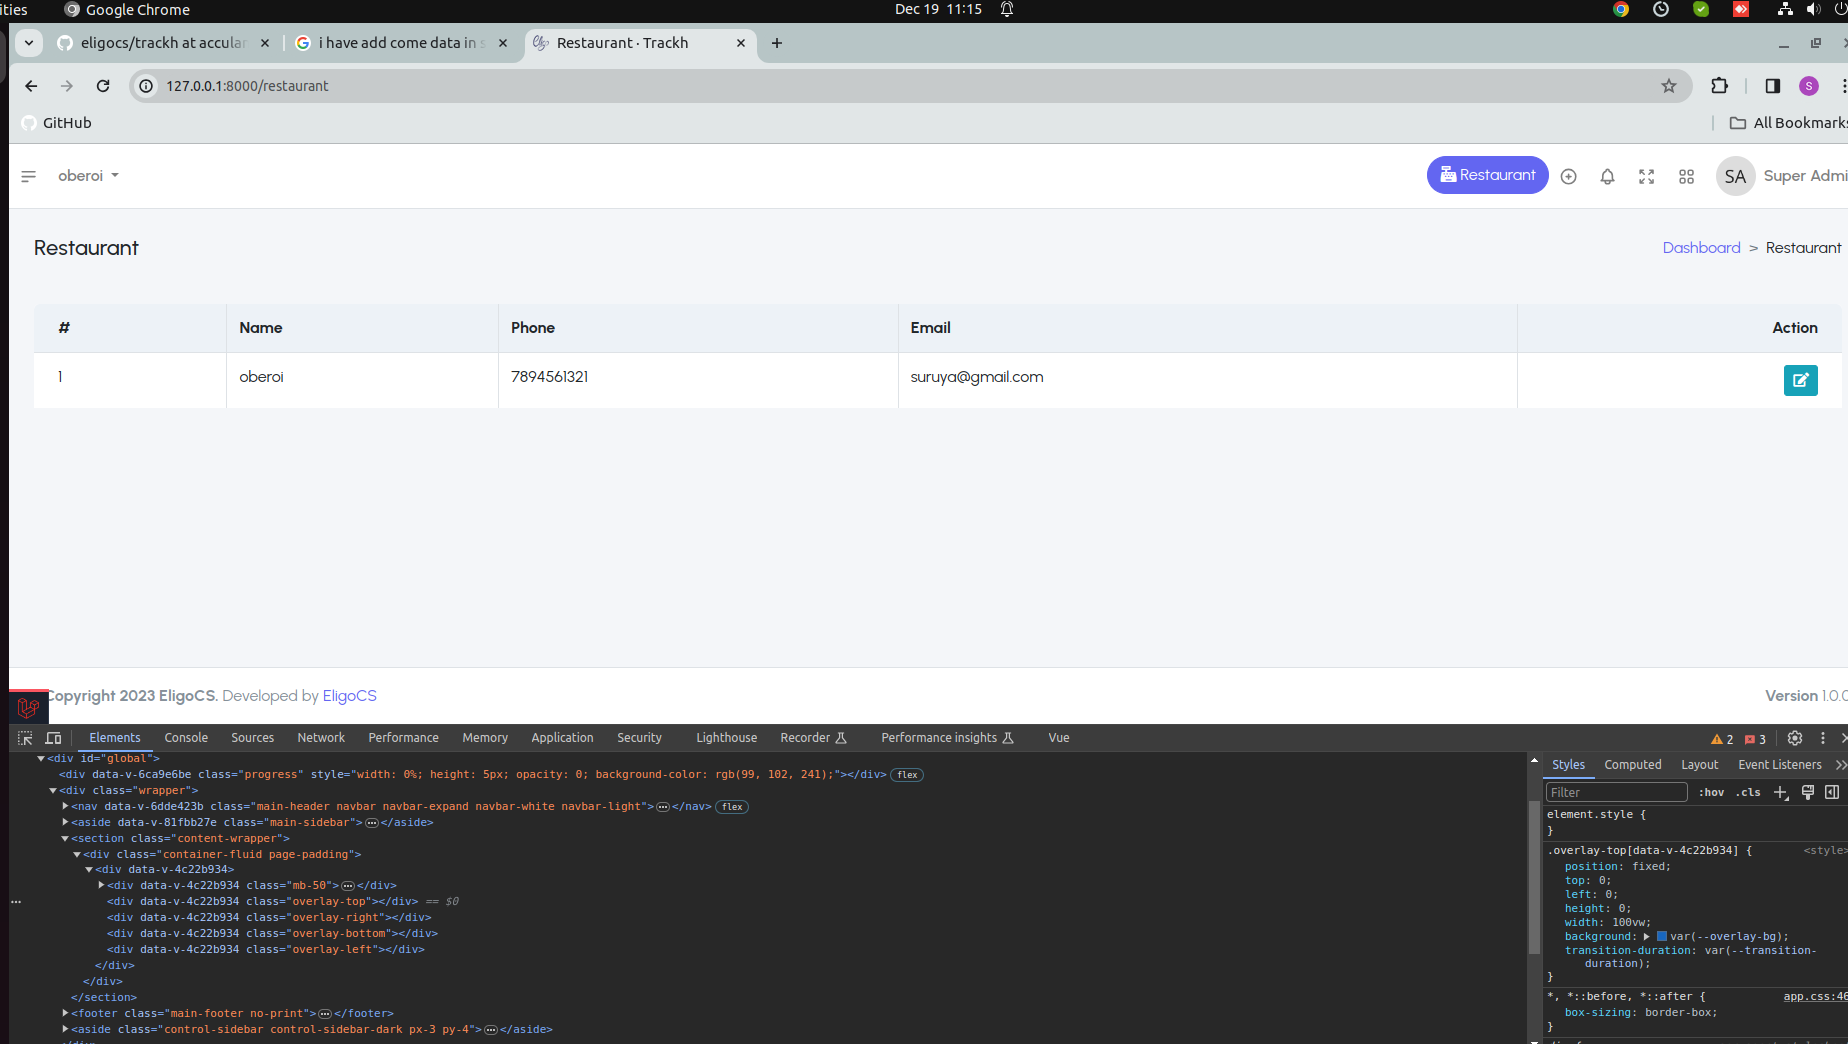 ities Google Chrome Dec 19 11:15
eligocs/trackh at accular i have add come data in s Restaurant · Trackh
127.0.0.1:8000/restaurant S
GitHub All Bookmarks
oberoi Restaurant SA Super Admi
Restaurant Dashboard > Restaurant
# Name Phone Email Action
1 oberoi 7894561321 suruya@gmail.com
Copyright 2023 EligoCS. Developed by EligoCS Version 1.0.0
Elements Console Sources Network Performance Memory Application Security Lighthouse Recorder Performance insights Vue 2 3
<div id="global">
<div data-v-6ca9e6be class="progress" style="width: 0%; height: 5px; opacity: 0; background-color: rgb(99, 102, 241);"></div> flex
<div class="wrapper">
<nav data-v-6dde423b class="main-header navbar navbar-expand navbar-white navbar-light">…</nav> flex
<aside data-v-81fbb27e class="main-sidebar">…</aside>
<section class="content-wrapper">
<div class="container-fluid page-padding">
<div data-v-4c22b934>
<div data-v-4c22b934 class="mb-50">…</div>
<div data-v-4c22b934 class="overlay-top"></div> == $0
<div data-v-4c22b934 class="overlay-right"></div>
<div data-v-4c22b934 class="overlay-bottom"></div>
<div data-v-4c22b934 class="overlay-left"></div>
</div>
</div>
</section>
<footer class="main-footer no-print">…</footer>
<aside class="control-sidebar control-sidebar-dark px-3 py-4">…</aside>
Styles Computed Layout Event Listeners
Filter :hov .cls
element.style {
}
.overlay-top[data-v-4c22b934] { <style>
position: fixed;
top: 0;
left: 0;
height: 0;
width: 100vw;
background: var(--overlay-bg);
transition-duration: var(--transition-
duration);
}
*, *::before, *::after { app.css:46
box-sizing: border-box;
}